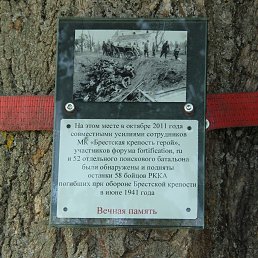 На этом месте в октябре 2011 года
совместными усилиями сотрудников
МК «Брестская крепость герой»,
участников форума fortification, ru
и 52 отдельного поискового батальона
были обнаружены и подняты
останки 58 бойцов РККА
погибших при обороне Брестской крепости
в июне 1941 года
Вечная память